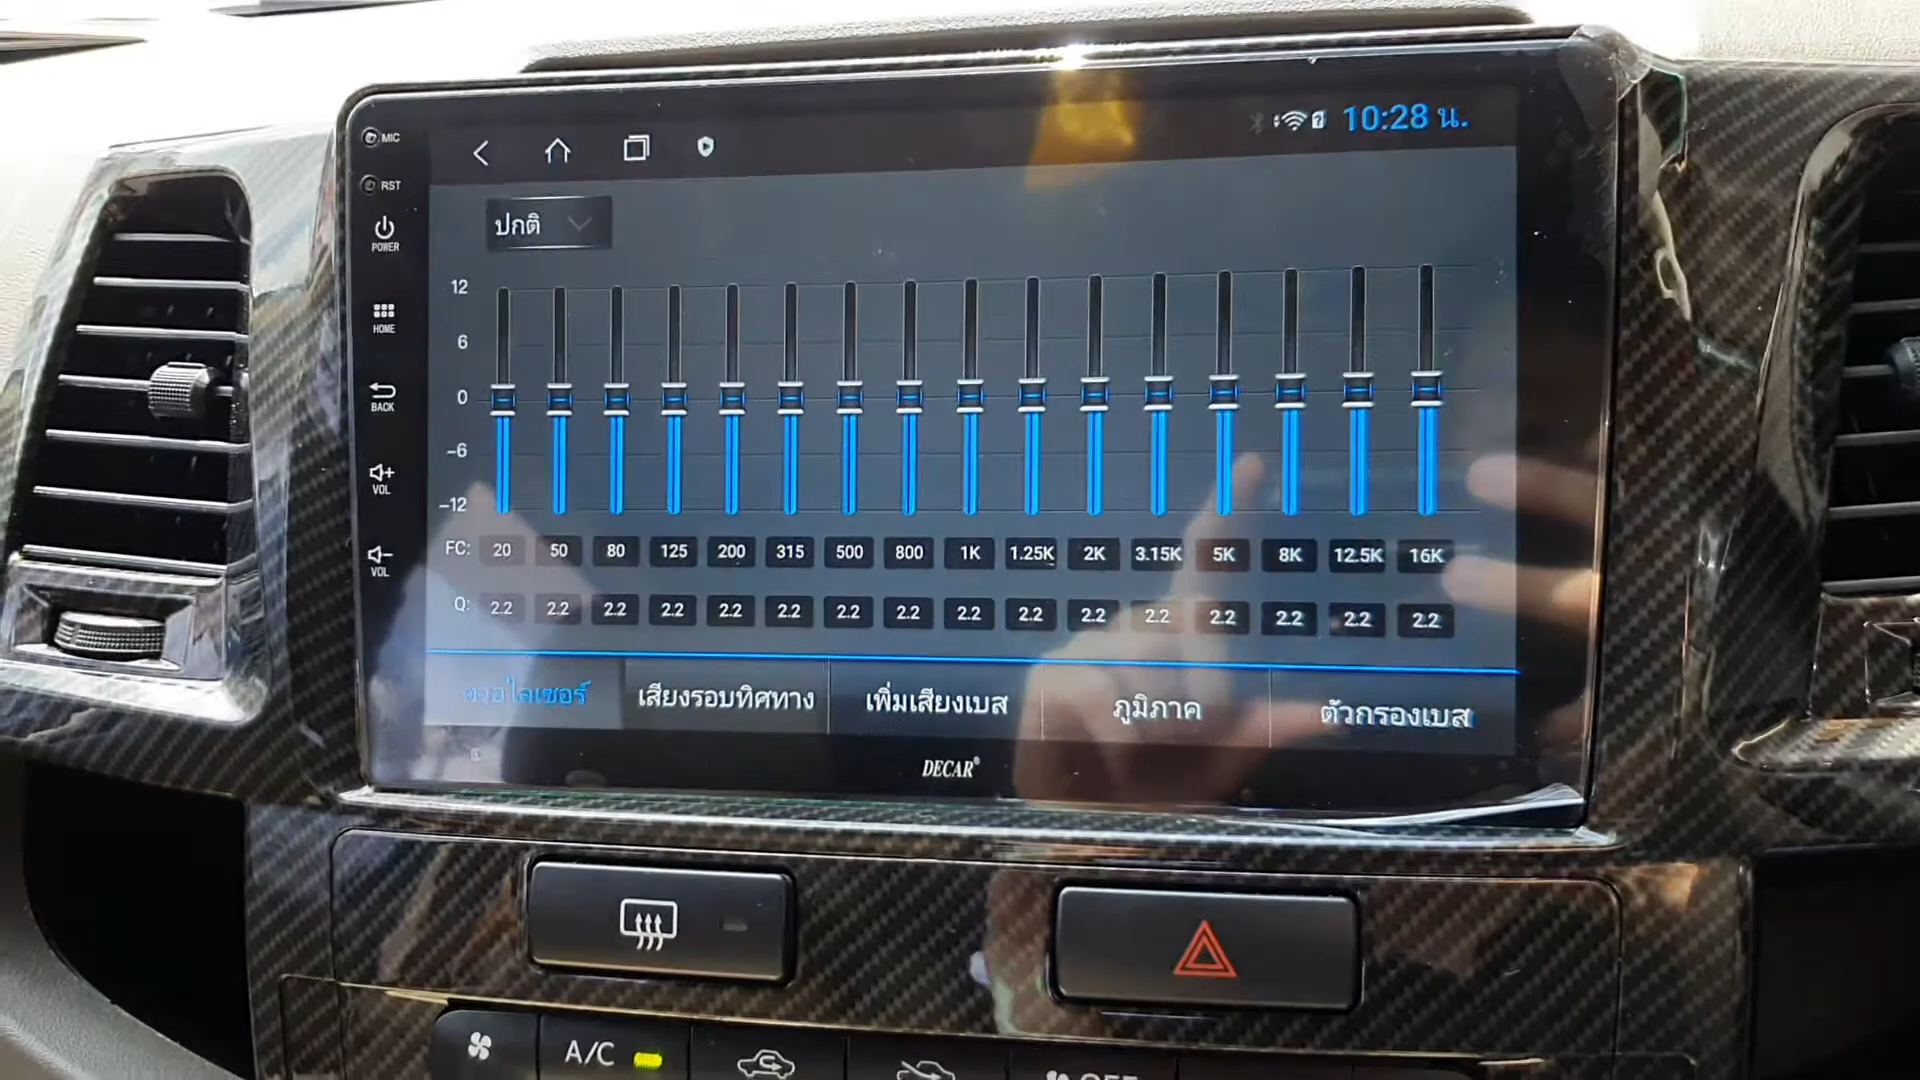 MIC
RST
POWER
HOME
BACK
VOL
VOL
10:28 น.
ปกติ
12
6
0
-6
-12
FC: 20 50 80 125 200 315 500 800 1K 1.25K 2K 3.15K 5K 8K 12.5K 16K
Q: 2.2 2.2 2.2 2.2 2.2 2.2 2.2 2.2 2.2 2.2 2.2 2.2 2.2 2.2 2.2 2.2
เสียงรอบทิศทาง เพิ่มเสียงเบส ภูมิภาค ตัวกรองเบส
DECAR®
A/C